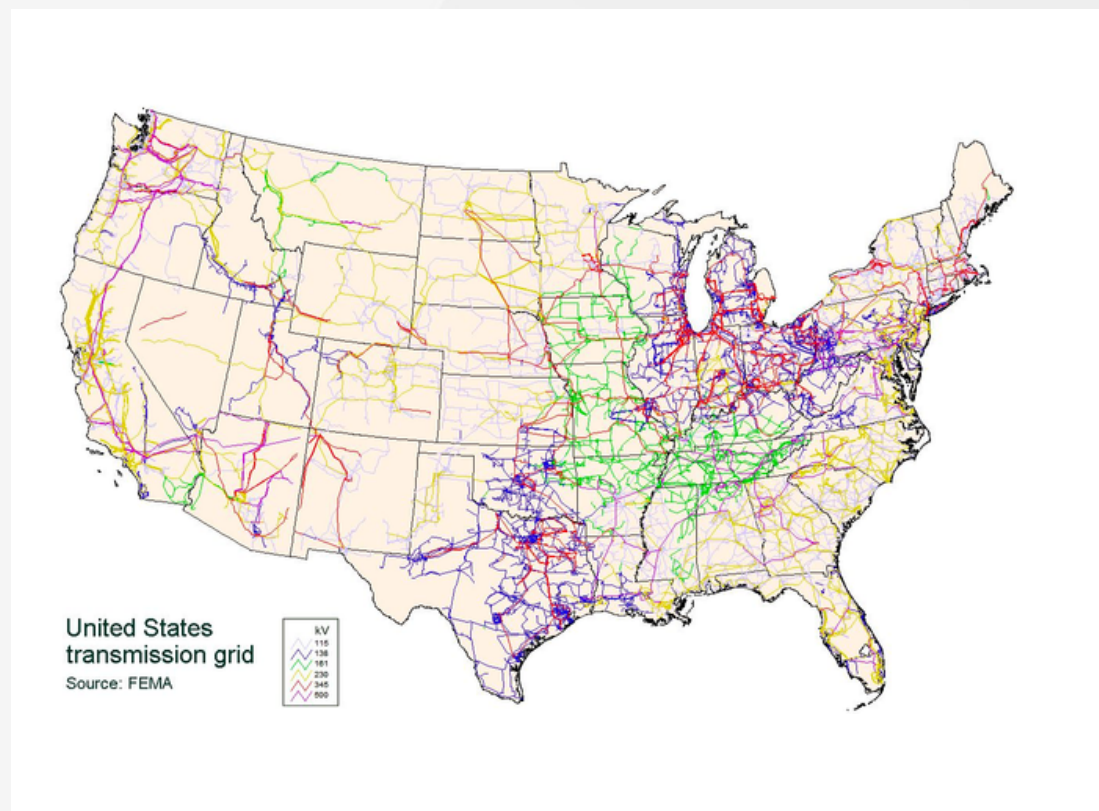 United States
transmission grid
Source: FEMA
kV
115
138
161
230
345
500